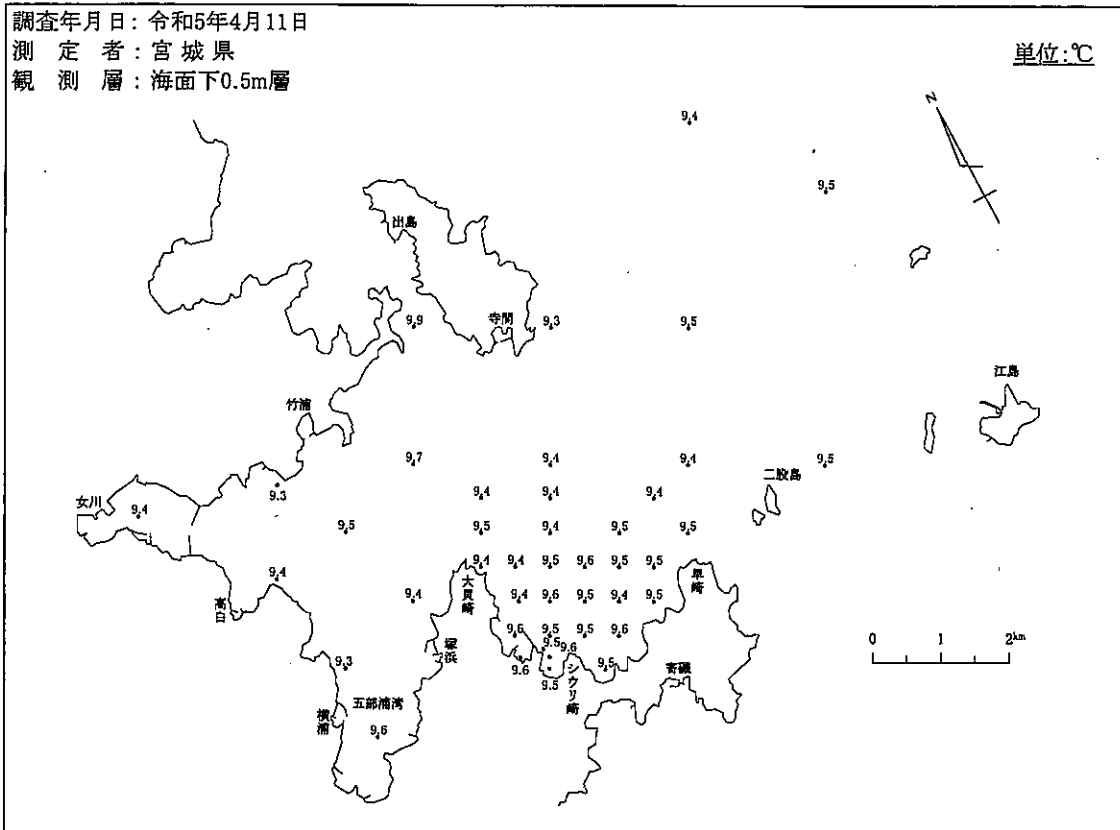 調査年月日：令和5年4月11日
測定者：宮城県
観測層：海面下0.5m層
単位:℃
N
9.4
9.5
出島
9.9
寺間
9.3
9.5
江島
竹浦
9.7
9.4
9.4
9.5
二股島
女川
9.4
9.3
9.4
9.4
9.4
9.5
9.5
9.4
9.5
9.5
9.4
9.4
9.5
9.6
9.5
9.5
早崎
9.4
高白
9.4
大貝崎
9.4
9.6
9.5
9.4
9.5
9.6
9.5
9.5
9.6
塚浜
9.5
9.6
9.3
9.6
9.5
シウリ崎
9.5
寄磯
0 1 2km
横浦
五部浦湾
9.6